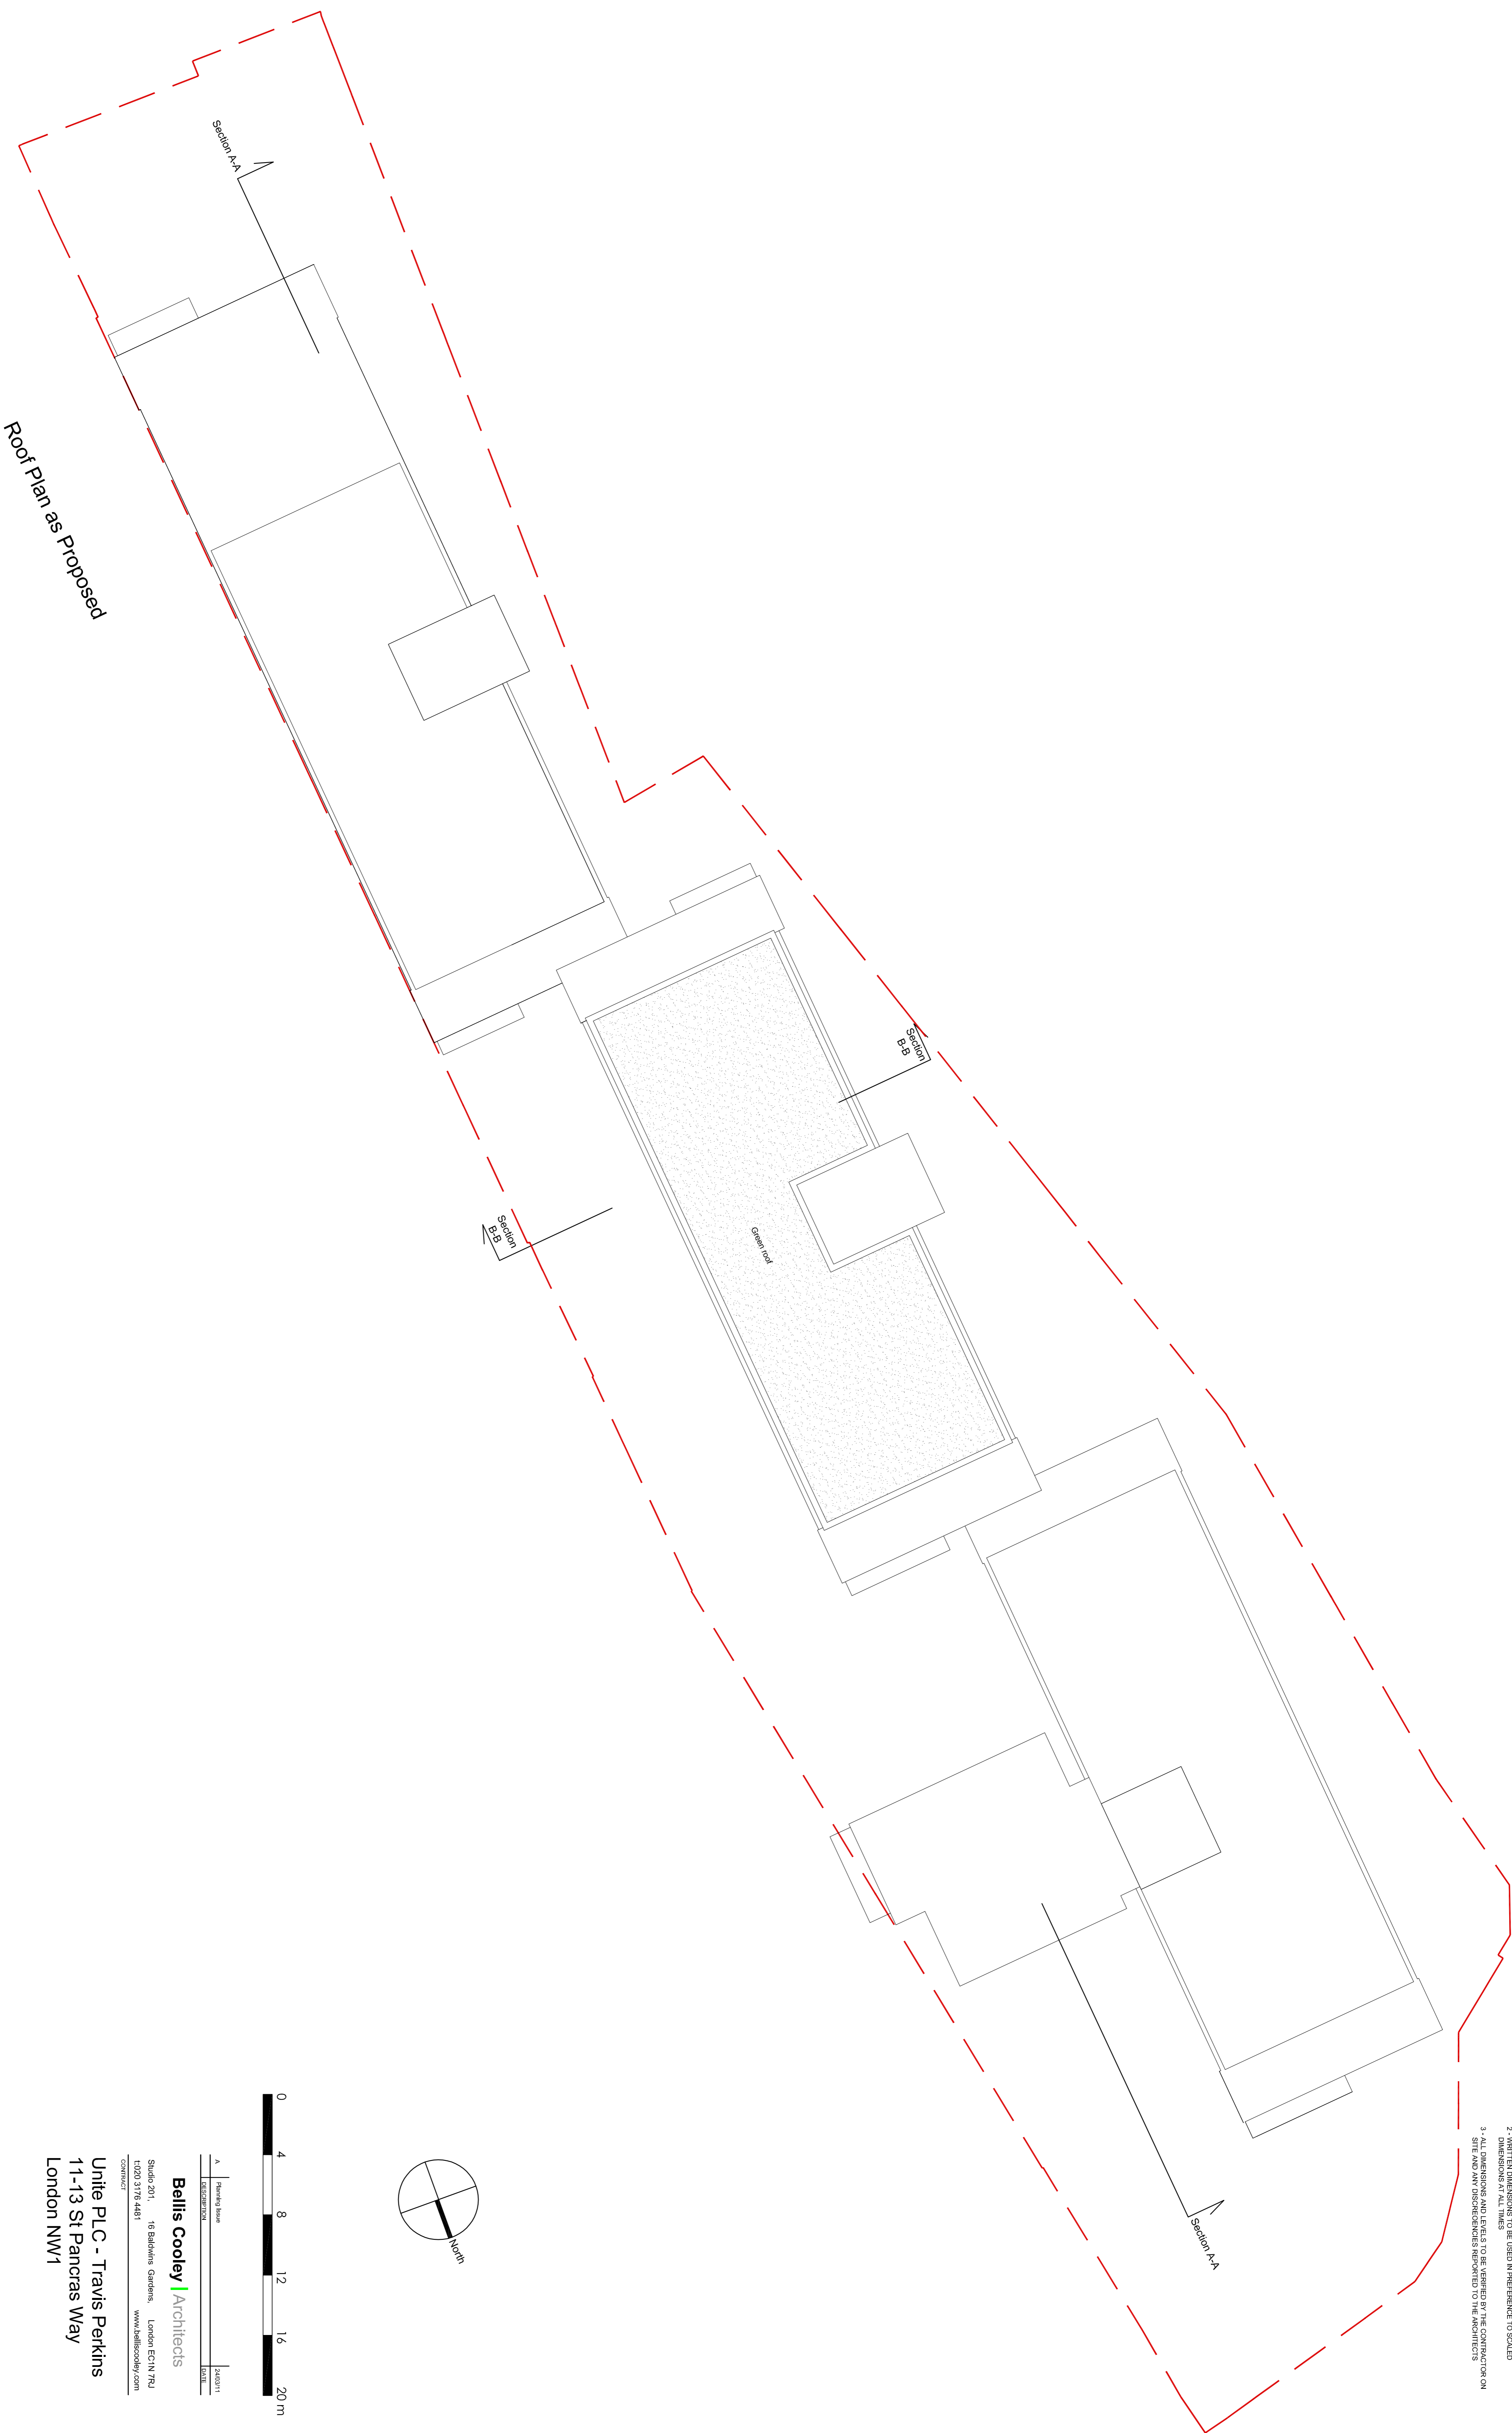 2 - WRITTEN DIMENSIONS TO BE USED IN PREFERENCE TO SCALED
DIMENSIONS AT ALL TIMES
3 - ALL DIMENSIONS AND LEVELS TO BE VERIFIED BY THE CONTRACTOR ON
SITE AND ANY DISCREDENCIES REPORTED TO THE ARCHITECTS
Section A-A
Section
B-B
Green roof
Section
B-B
Section A-A
Roof Plan as Proposed
North
0 4 8 12 16 20 m
A Planning Issue 24/03/11
DESCRIPTION DATE
Bellis Cooley | Architects
Studio 201, 16 Baldwins Gardens, London EC1N 7RJ
t:020 3176 4481 www.belliscooley.com
CONTRACT
Unite PLC - Travis Perkins
11-13 St Pancras Way
London NW1